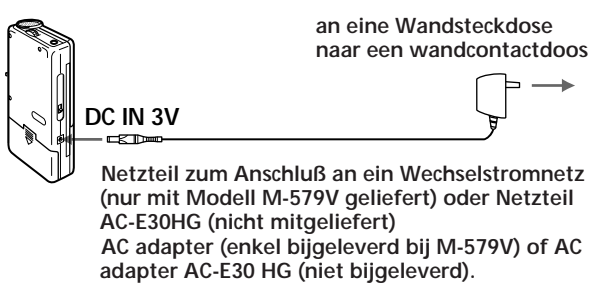 an eine Wandsteckdose
naar een wandcontactdoos
DC IN 3V
Netzteil zum Anschluß an ein Wechselstromnetz
(nur mit Modell M-579V geliefert) oder Netzteil
AC-E30HG (nicht mitgeliefert)
AC adapter (enkel bijgeleverd bij M-579V) of AC
adapter AC-E30 HG (niet bijgeleverd).